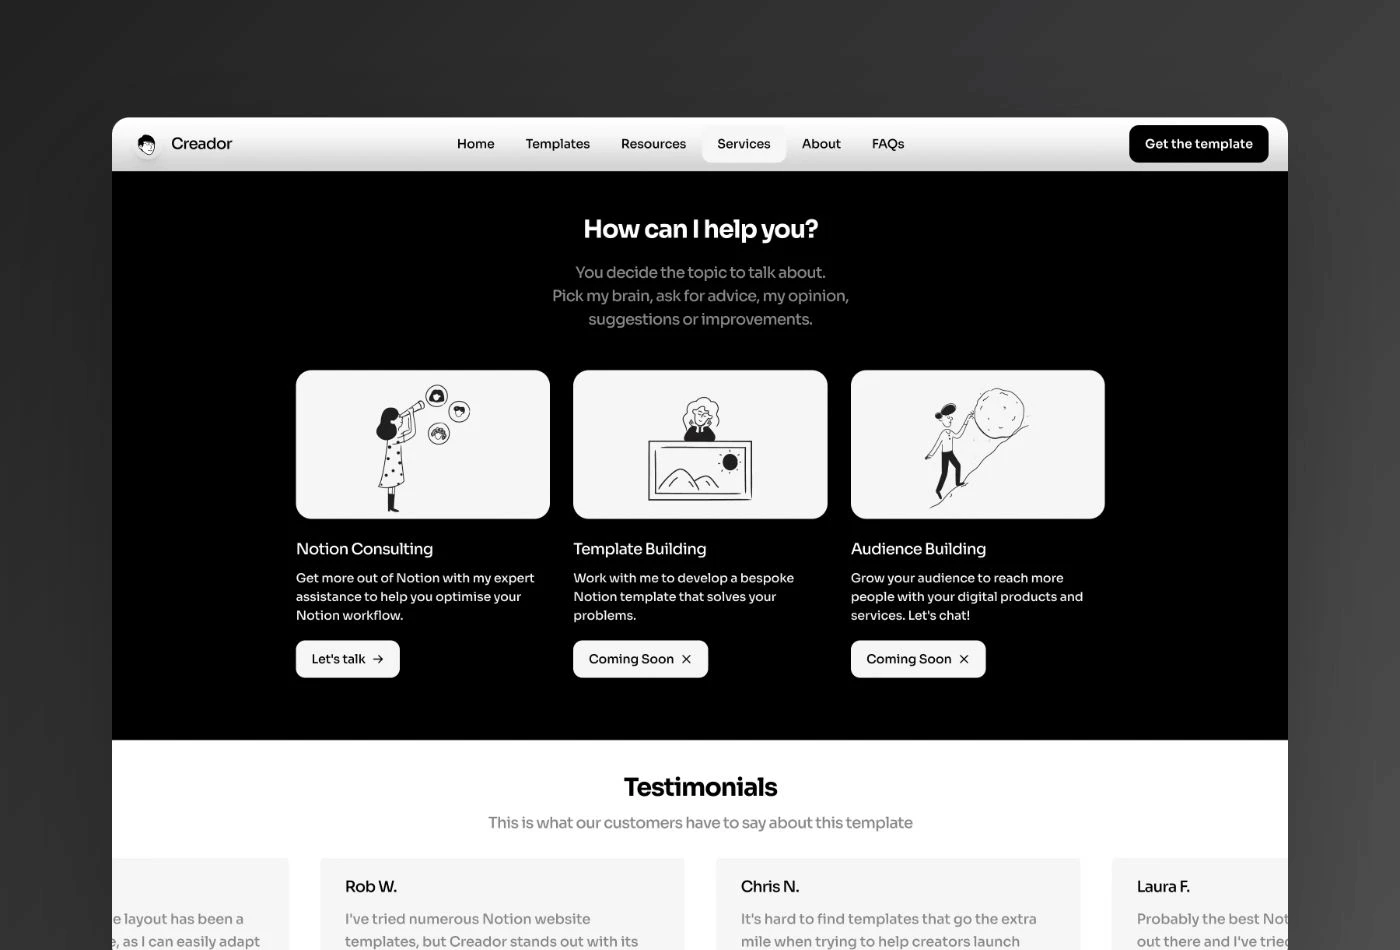 Creador
Home
Templates
Resources
Services
About
FAQs
Get the template
How can I help you?
You decide the topic to talk about.
Pick my brain, ask for advice, my opinion,
suggestions or improvements.
Notion Consulting
Get more out of Notion with my expert
assistance to help you optimise your
Notion workflow.
Let's talk →
Template Building
Work with me to develop a bespoke
Notion template that solves your
problems.
Coming Soon ×
Audience Building
Grow your audience to reach more
people with your digital products and
services. Let's chat!
Coming Soon ×
Testimonials
This is what our customers have to say about this template
layout has been a
, as I can easily adapt
Rob W.
I've tried numerous Notion website
templates, but Creador stands out with its
Chris N.
It's hard to find templates that go the extra
mile when trying to help creators launch
Laura F.
Probably the best Not
out there and I've tried